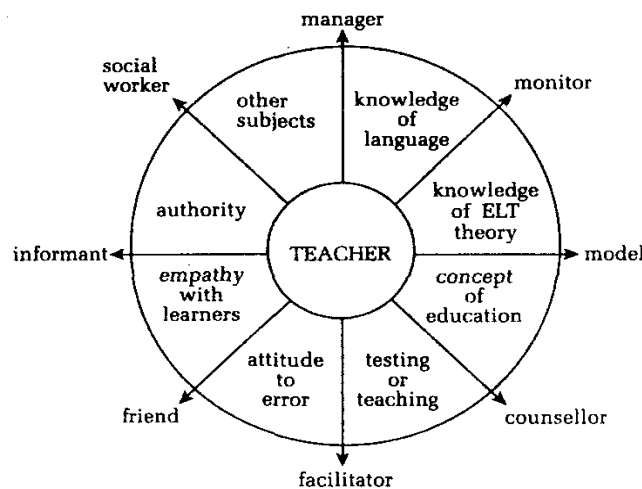 manager
social
worker
monitor
other
subjects
knowledge
of
language
authority
knowledge
of ELT
theory
informant
TEACHER
model
empathy
with
learners
concept
of
education
attitude
to
error
testing
or
teaching
friend
counsellor
facilitator